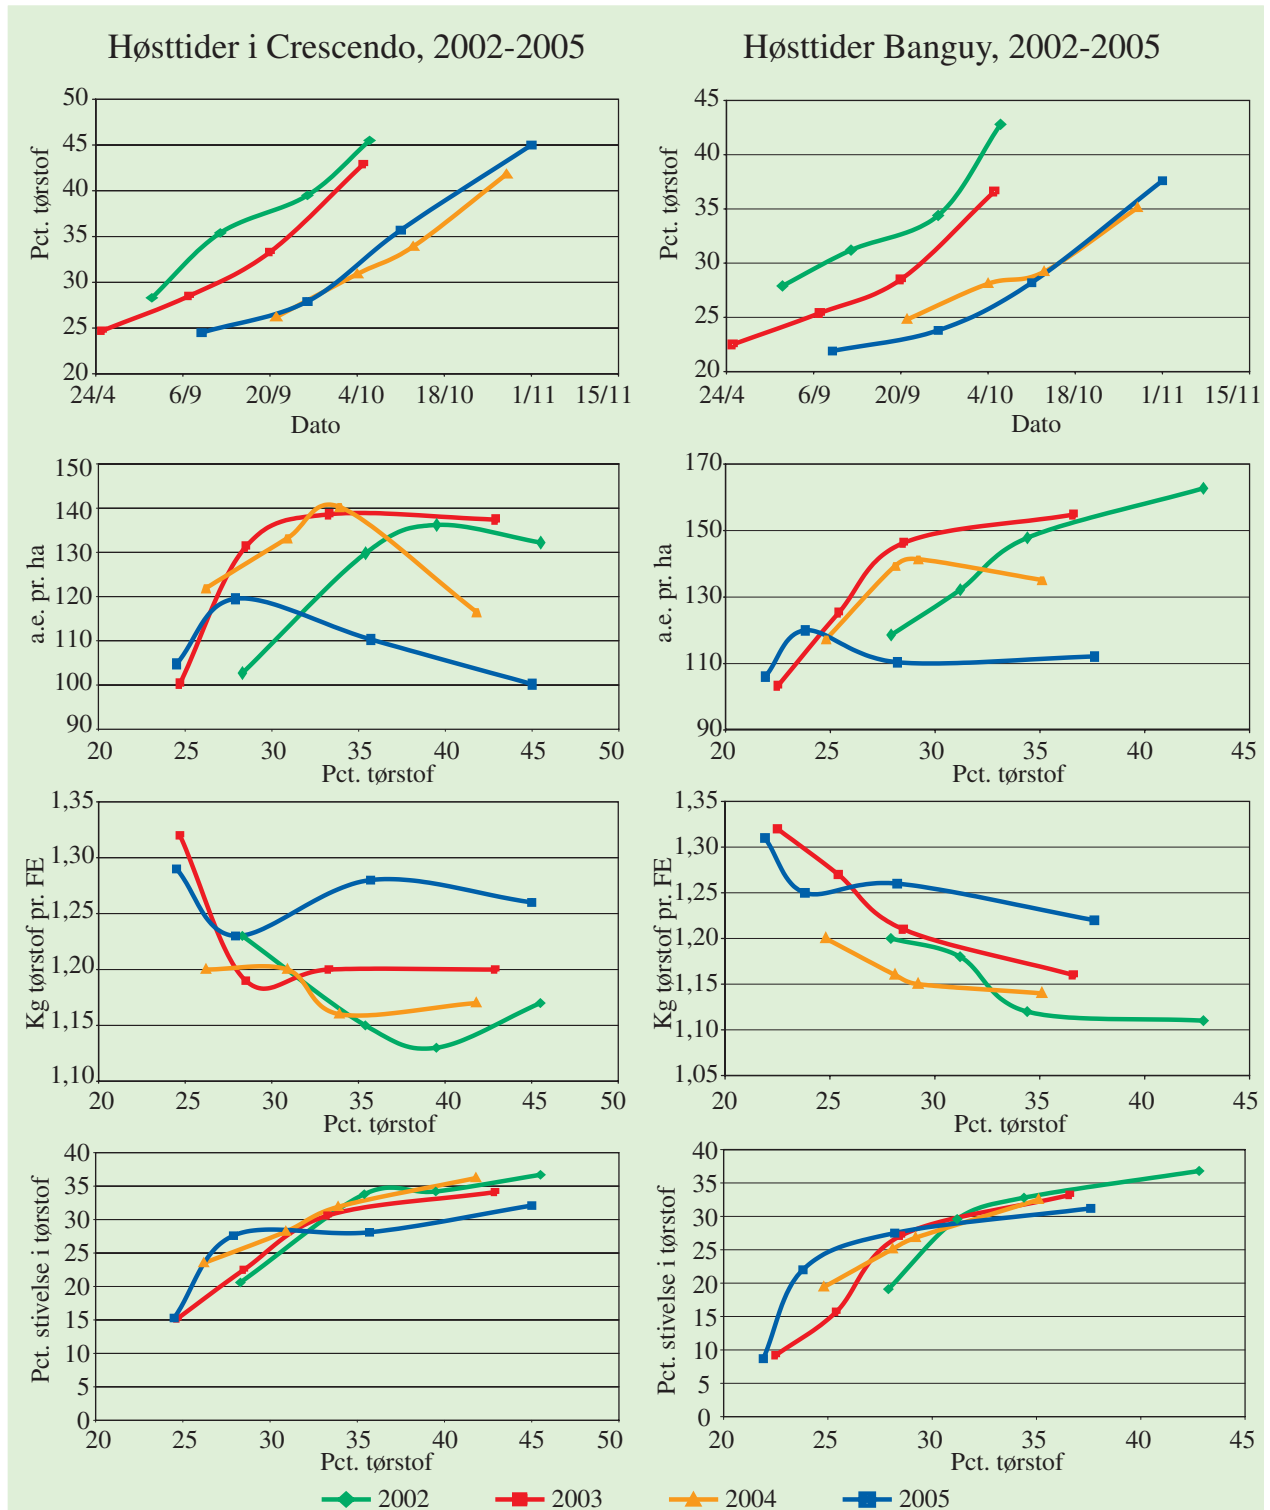 Høsttider i Crescendo, 2002-2005
Pct. tørstof
50
45
40
35
30
25
20
24/4 6/9 20/9 4/10 18/10 1/11 15/11
Dato
a.e. pr. ha
150
140
130
120
110
100
90
20 25 30 35 40 45 50
Pct. tørstof
Kg tørstof pr. FE
1,35
1,30
1,25
1,20
1,15
1,10
20 25 30 35 40 45 50
Pct. tørstof
Pct. stivelse i tørstof
40
35
30
25
20
15
10
5
0
20 25 30 35 40 45 50
Pct. tørstof
Høsttider Banguy, 2002-2005
Pct. tørstof
45
40
35
30
25
20
24/4 6/9 20/9 4/10 18/10 1/11 15/11
Dato
a.e. pr. ha
170
150
130
110
90
20 25 30 35 40 45
Pct. tørstof
Kg tørstof pr. FE
1,35
1,30
1,25
1,20
1,15
1,10
1,05
20 25 30 35 40 45
Pct. tørstof
Pct. stivelse i tørstof
40
35
30
25
20
15
10
5
0
20 25 30 35 40 45
Pct. tørstof
2002 2003 2004 2005